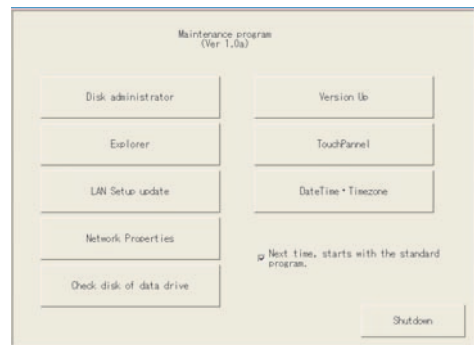 Maintenance program
(Ver 1.0a)
Disk administrator
Version Up
Explorer
TouchPannel
LAN Setup update
DateTime・Timezone
Network Properties
Next time, starts with the standard
program.
Check disk of data drive
Shutdown